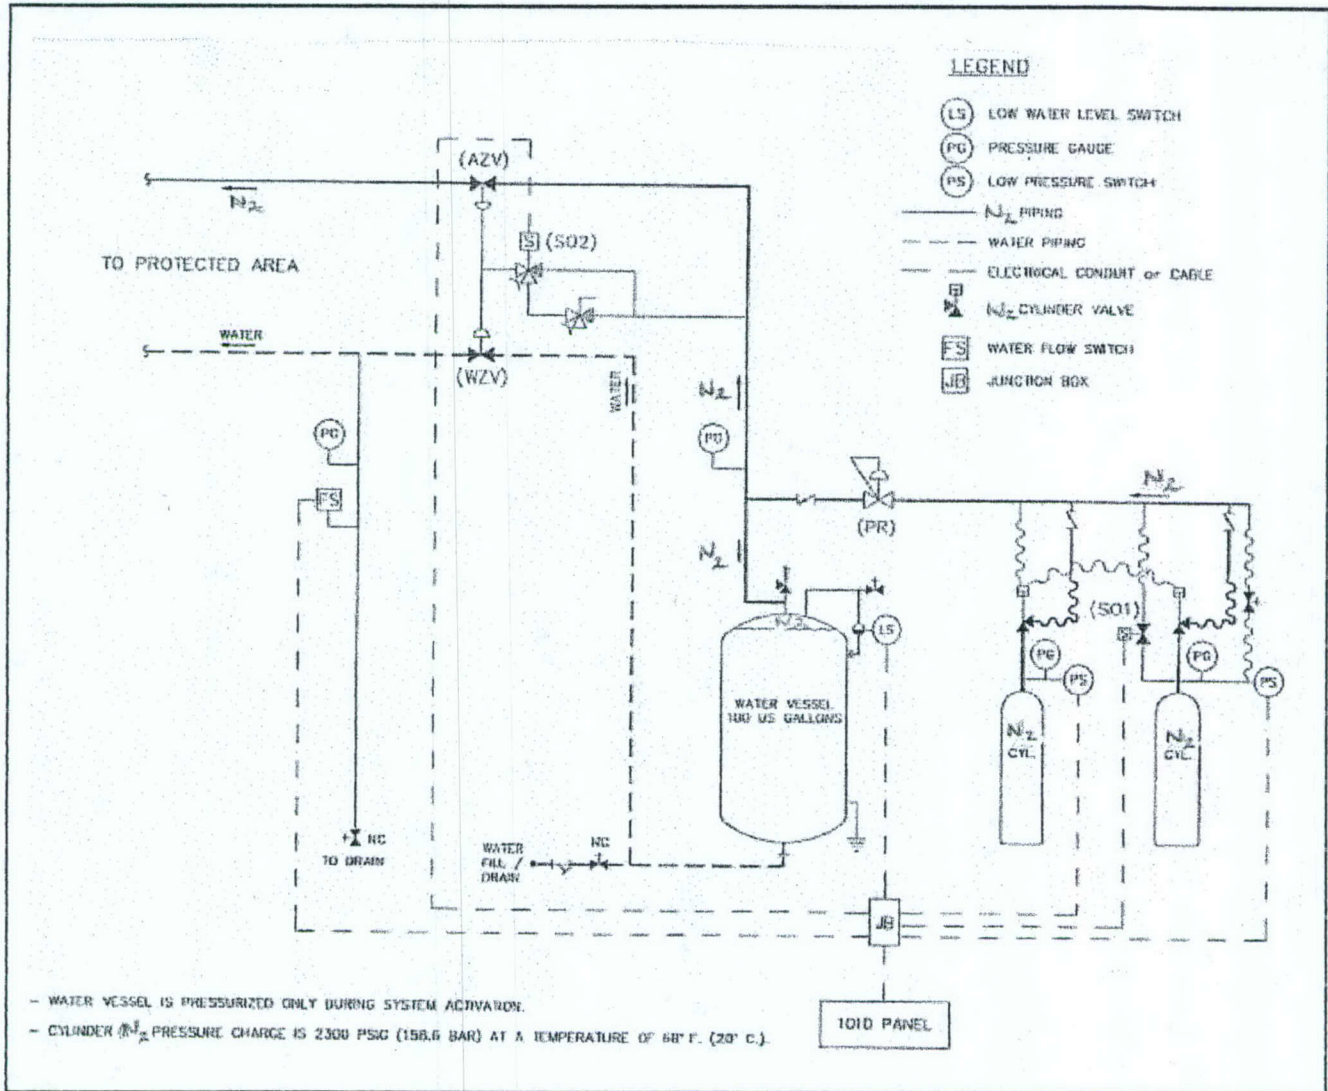 LEGEND
LS LOW WATER LEVEL SWITCH
PG PRESSURE GAUGE
PS LOW PRESSURE SWITCH
N2 PIPING
WATER PIPING
ELECTRICAL CONDUIT or CABLE
N2 CYLINDER VALVE
FS WATER FLOW SWITCH
JB JUNCTION BOX
(AZV)
N2
S (SO2)
TO PROTECTED AREA
WATER
(WZV)
WATER
N2
PG
PG
FS
N2
(PR)
N2
(SO1)
S
N2
LS
PG
PS
PG
PS
WATER VESSEL
100 US GALLONS
N2
CYL.
N2
CYL.
NC
TO DRAIN
WATER
FILL /
DRAIN
NC
JB
- WATER VESSEL IS PRESSURIZED ONLY DURING SYSTEM ACTIVATION.
- CYLINDER N2 PRESSURE CHARGE IS 2300 PSIG (158.6 BAR) AT A TEMPERATURE OF 68° F. (20° C.).
101D PANEL